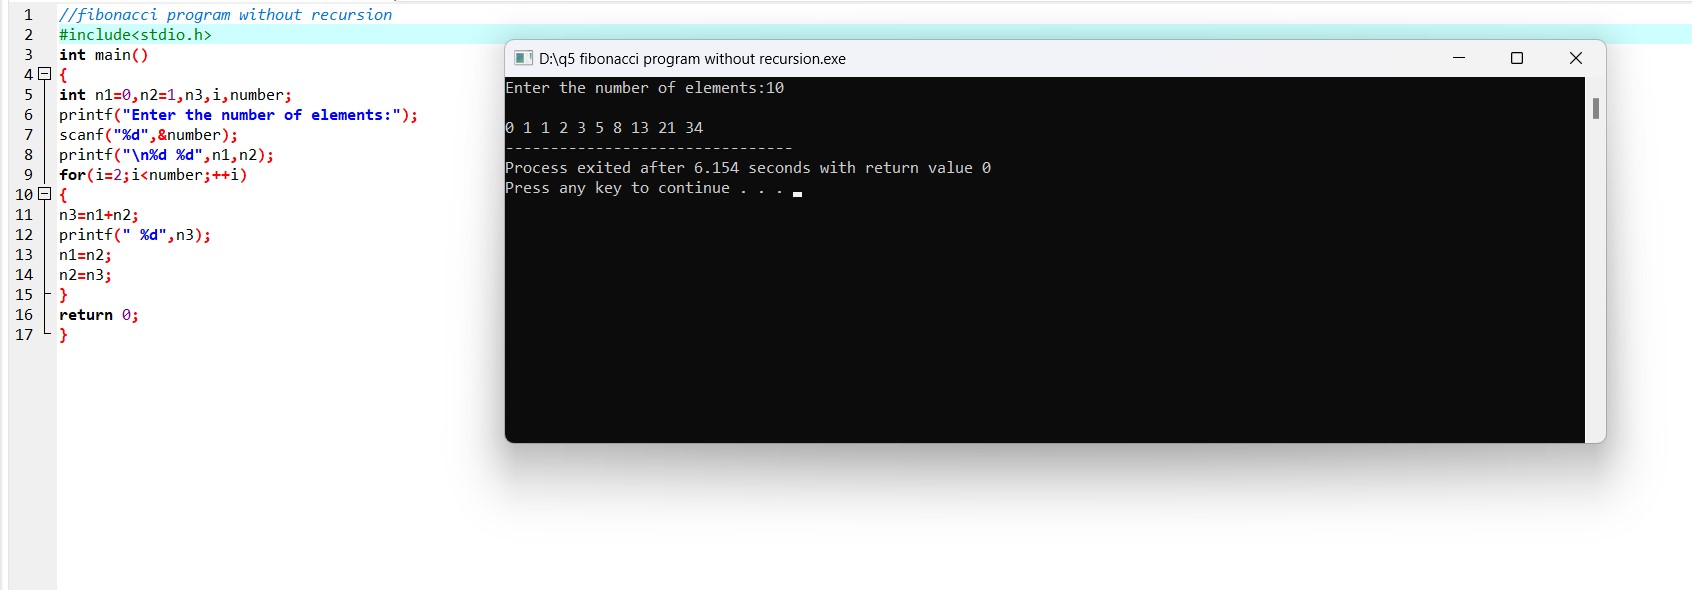 1 //fibonacci program without recursion
2 #include<stdio.h>
3 int main()
4 {
5 int n1=0,n2=1,n3,i,number;
6 printf("Enter the number of elements:");
7 scanf("%d",&number);
8 printf("\n%d %d",n1,n2);
9 for(i=2;i<number;++i)
10 {
11 n3=n1+n2;
12 printf(" %d",n3);
13 n1=n2;
14 n2=n3;
15 }
16 return 0;
17 }
D:\q5 fibonacci program without recursion.exe
Enter the number of elements:10
0 1 1 2 3 5 8 13 21 34
--------------------------------
Process exited after 6.154 seconds with return value 0
Press any key to continue . . .